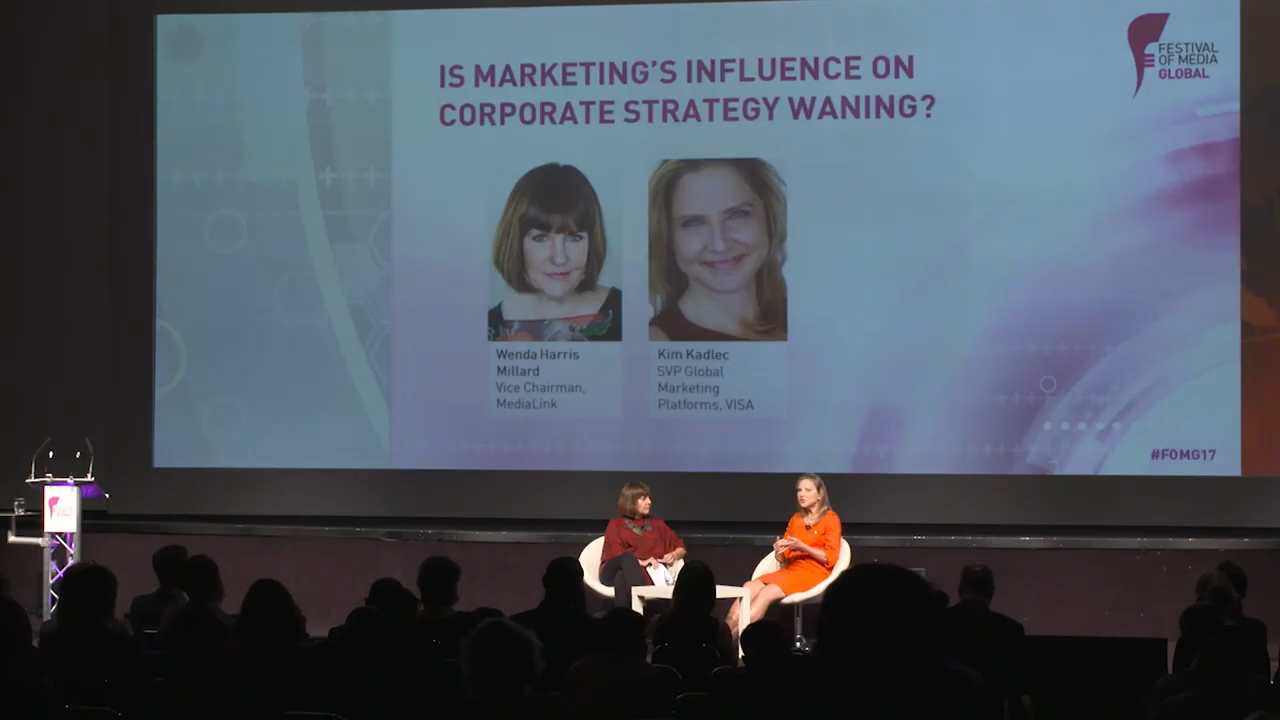 IS MARKETING'S INFLUENCE ON
CORPORATE STRATEGY WANING?
FESTIVAL
OF MEDIA
GLOBAL
Wenda Harris
Millard
Vice Chairman,
MediaLink
Kim Kadlec
SVP Global
Marketing
Platforms, VISA
#FOMG17